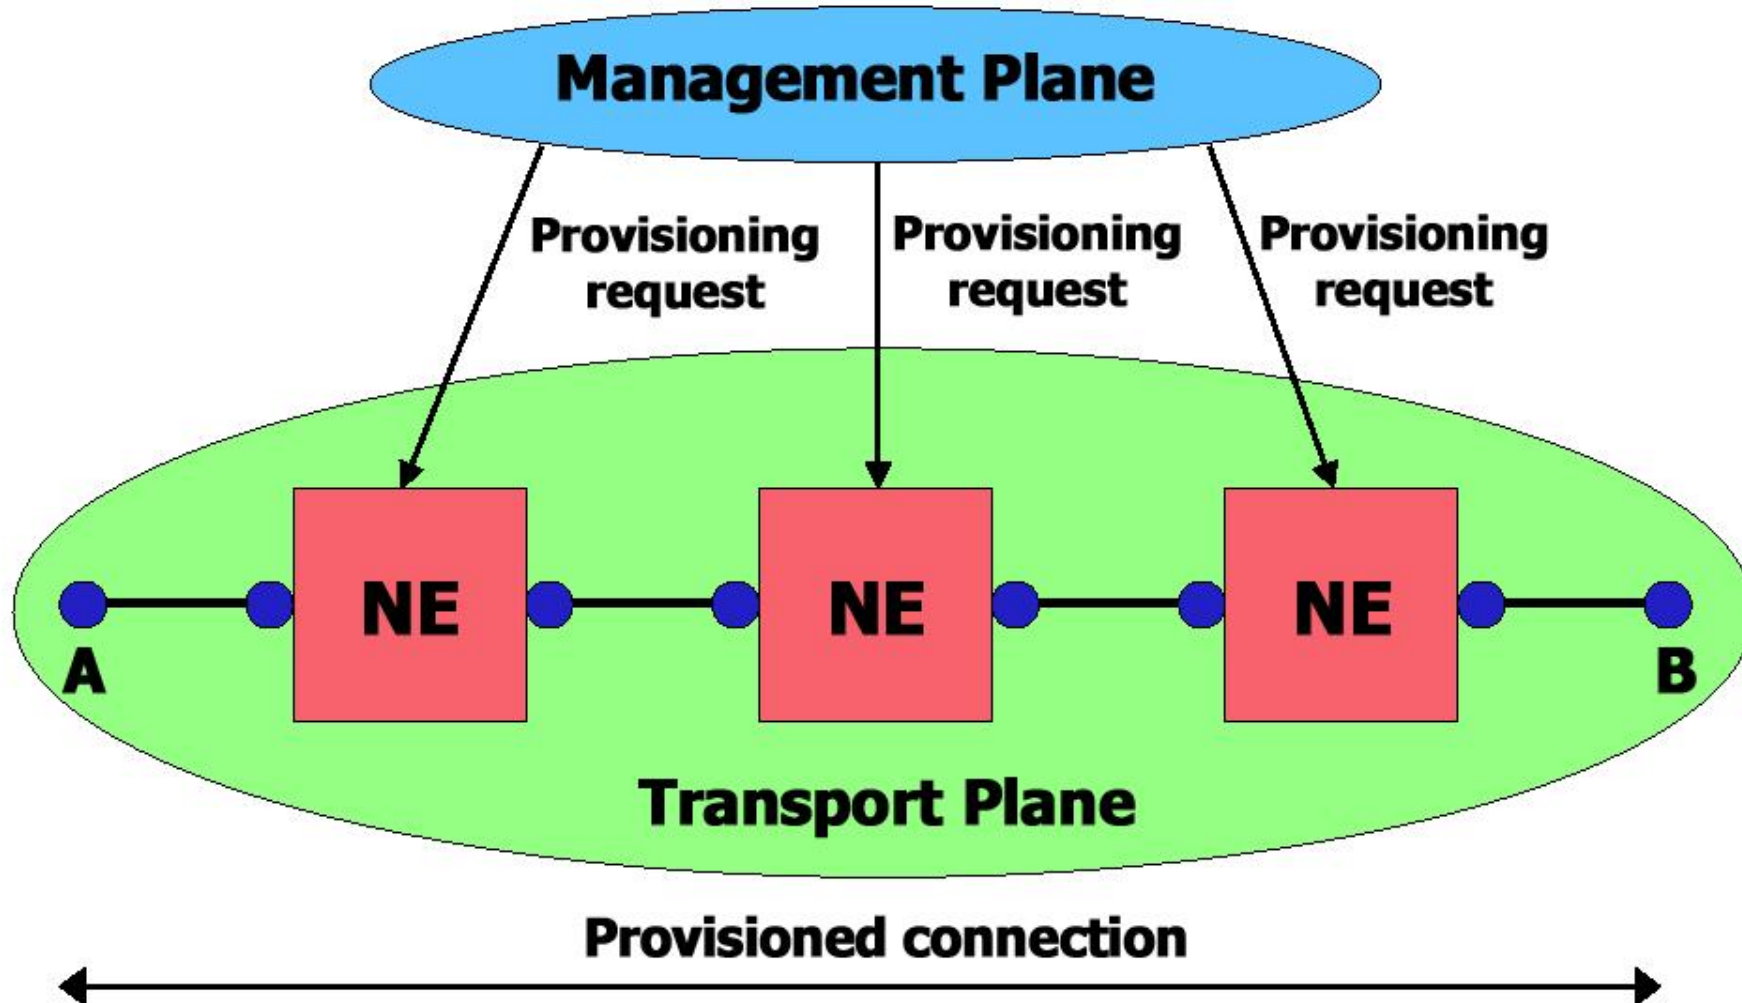 Management Plane
Provisioning
request
Provisioning
request
Provisioning
request
NE
NE
NE
A
B
Transport Plane
Provisioned connection